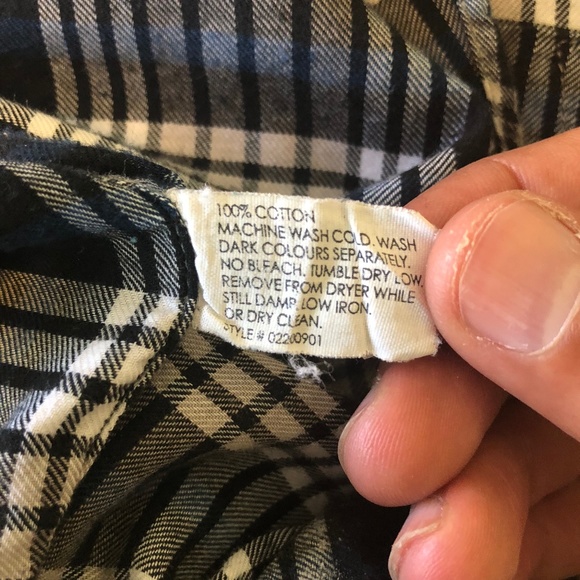 100% COTTON
MACHINE WASH COLD. WASH
DARK COLOURS SEPARATELY.
NO BLEACH. TUMBLE DRY LOW.
REMOVE FROM DRYER WHILE
STILL DAMP. LOW IRON.
OR DRY CLEAN.
STYLE # 02200901